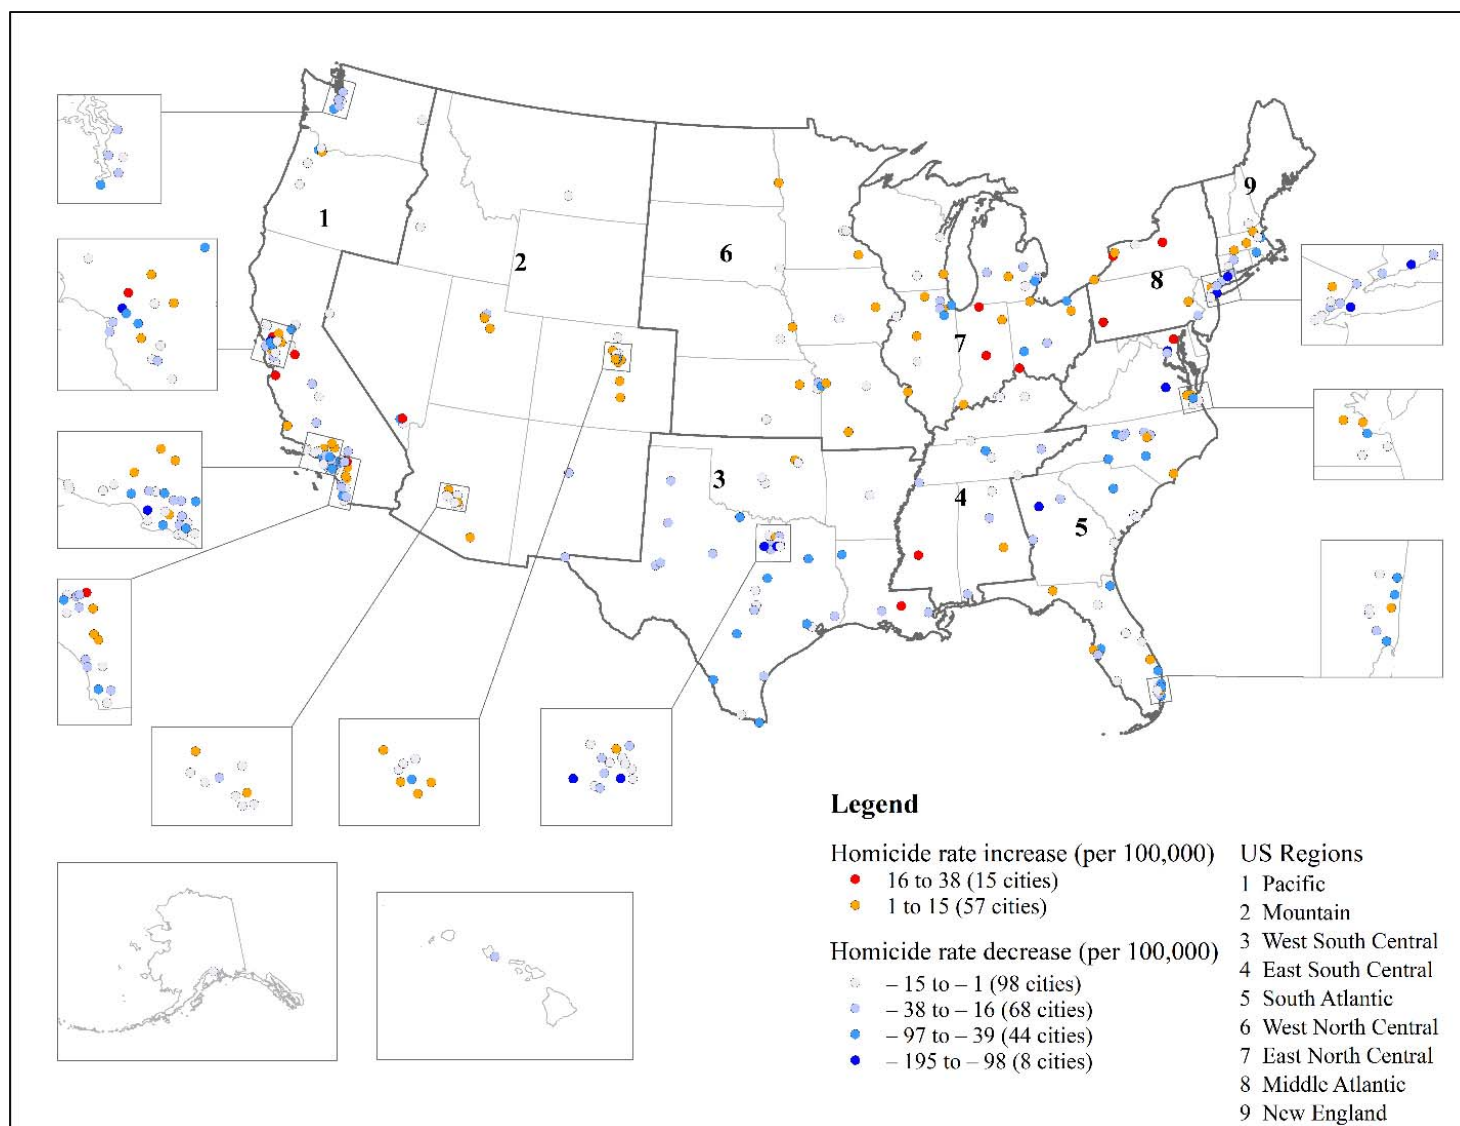 1
2
3
4
5
6
7
8
9
Legend
Homicide rate increase (per 100,000)
16 to 38 (15 cities)
1 to 15 (57 cities)
Homicide rate decrease (per 100,000)
– 15 to – 1 (98 cities)
– 38 to – 16 (68 cities)
– 97 to – 39 (44 cities)
– 195 to – 98 (8 cities)
US Regions
1 Pacific
2 Mountain
3 West South Central
4 East South Central
5 South Atlantic
6 West North Central
7 East North Central
8 Middle Atlantic
9 New England